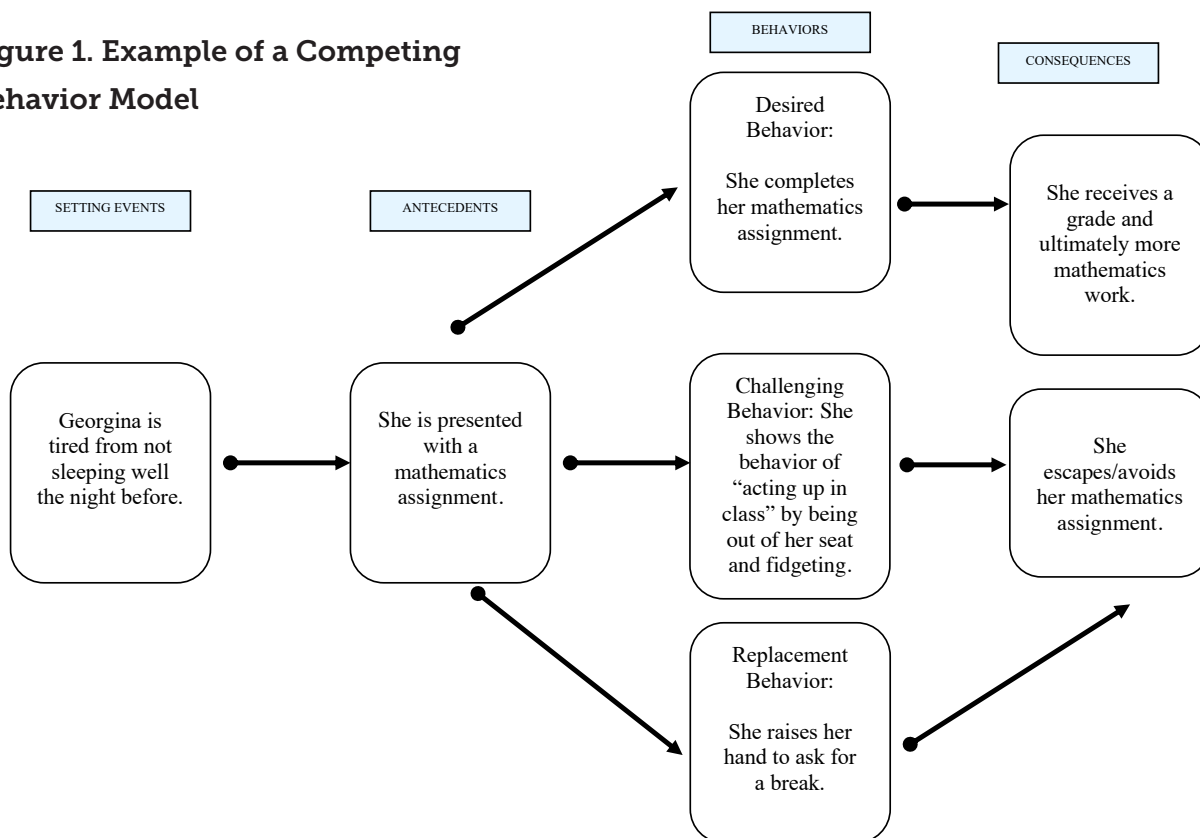 gure 1. Example of a Competing
ehavior Model
BEHAVIORS
CONSEQUENCES
SETTING EVENTS
ANTECEDENTS
Desired
Behavior:
She completes
her mathematics
assignment.
She receives a
grade and
ultimately more
mathematics
work.
Georgina is
tired from not
sleeping well
the night before.
She is presented
with a
mathematics
assignment.
Challenging
Behavior: She
shows the
behavior of
“acting up in
class” by being
out of her seat
and fidgeting.
She
escapes/avoids
her mathematics
assignment.
Replacement
Behavior:
She raises her
hand to ask for
a break.